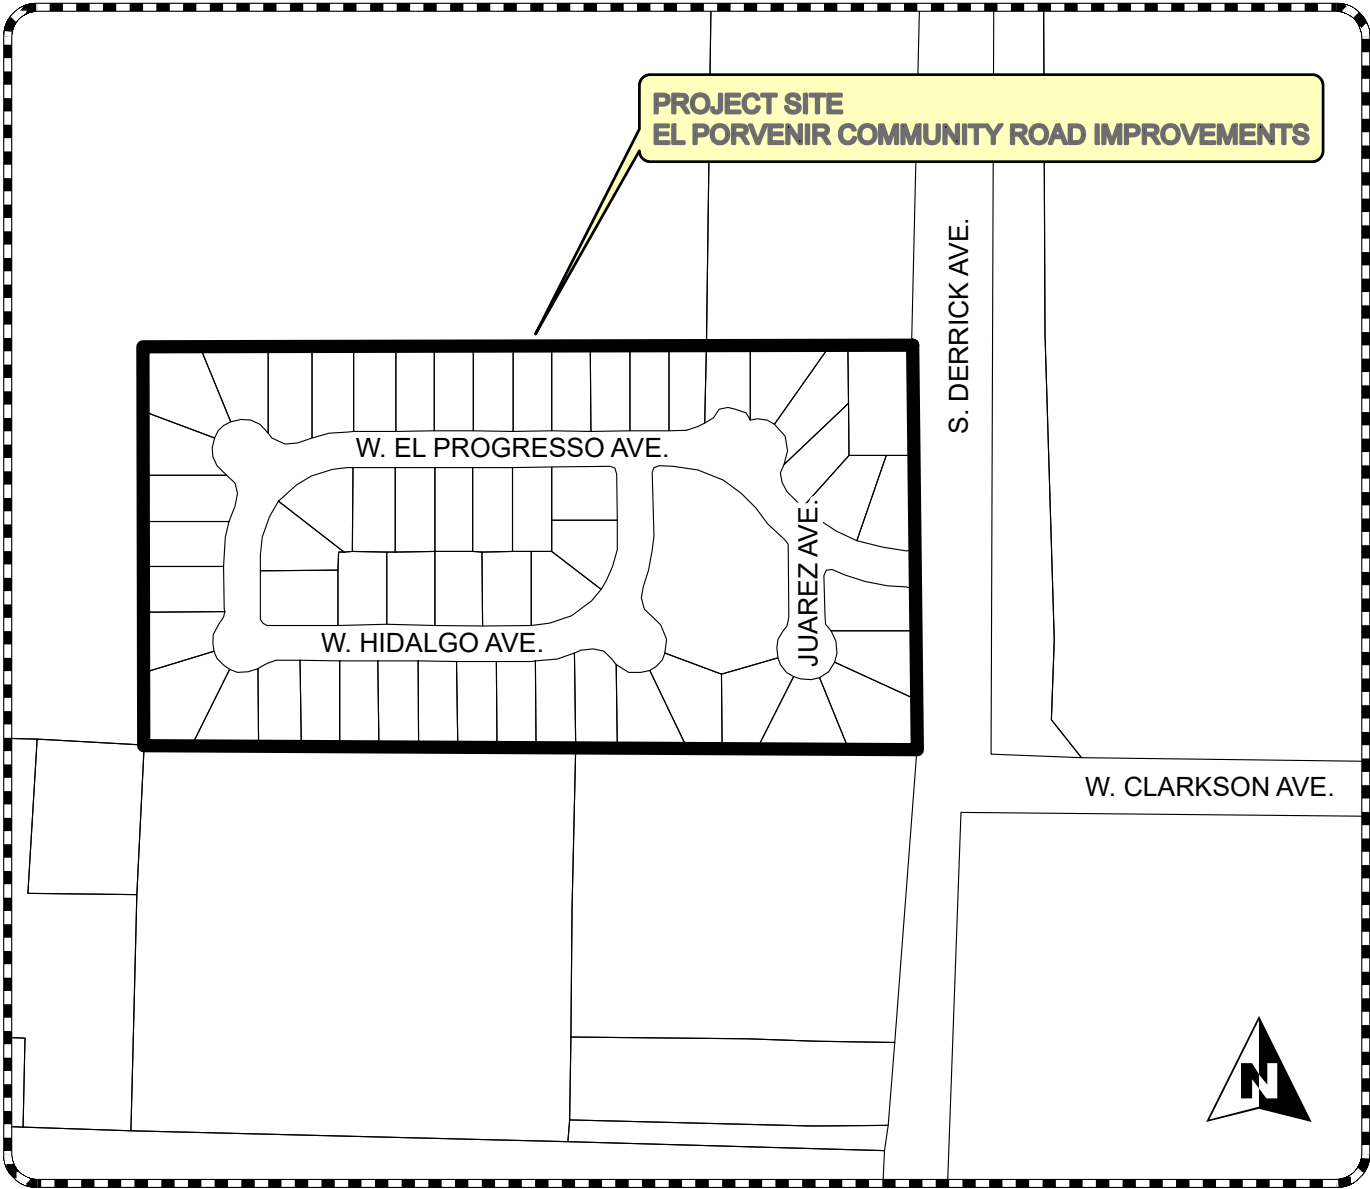 PROJECT SITE
EL PORVENIR COMMUNITY ROAD IMPROVEMENTS
S. DERRICK AVE.
W. EL PROGRESSO AVE.
JUAREZ AVE.
W. HIDALGO AVE.
W. CLARKSON AVE.
N